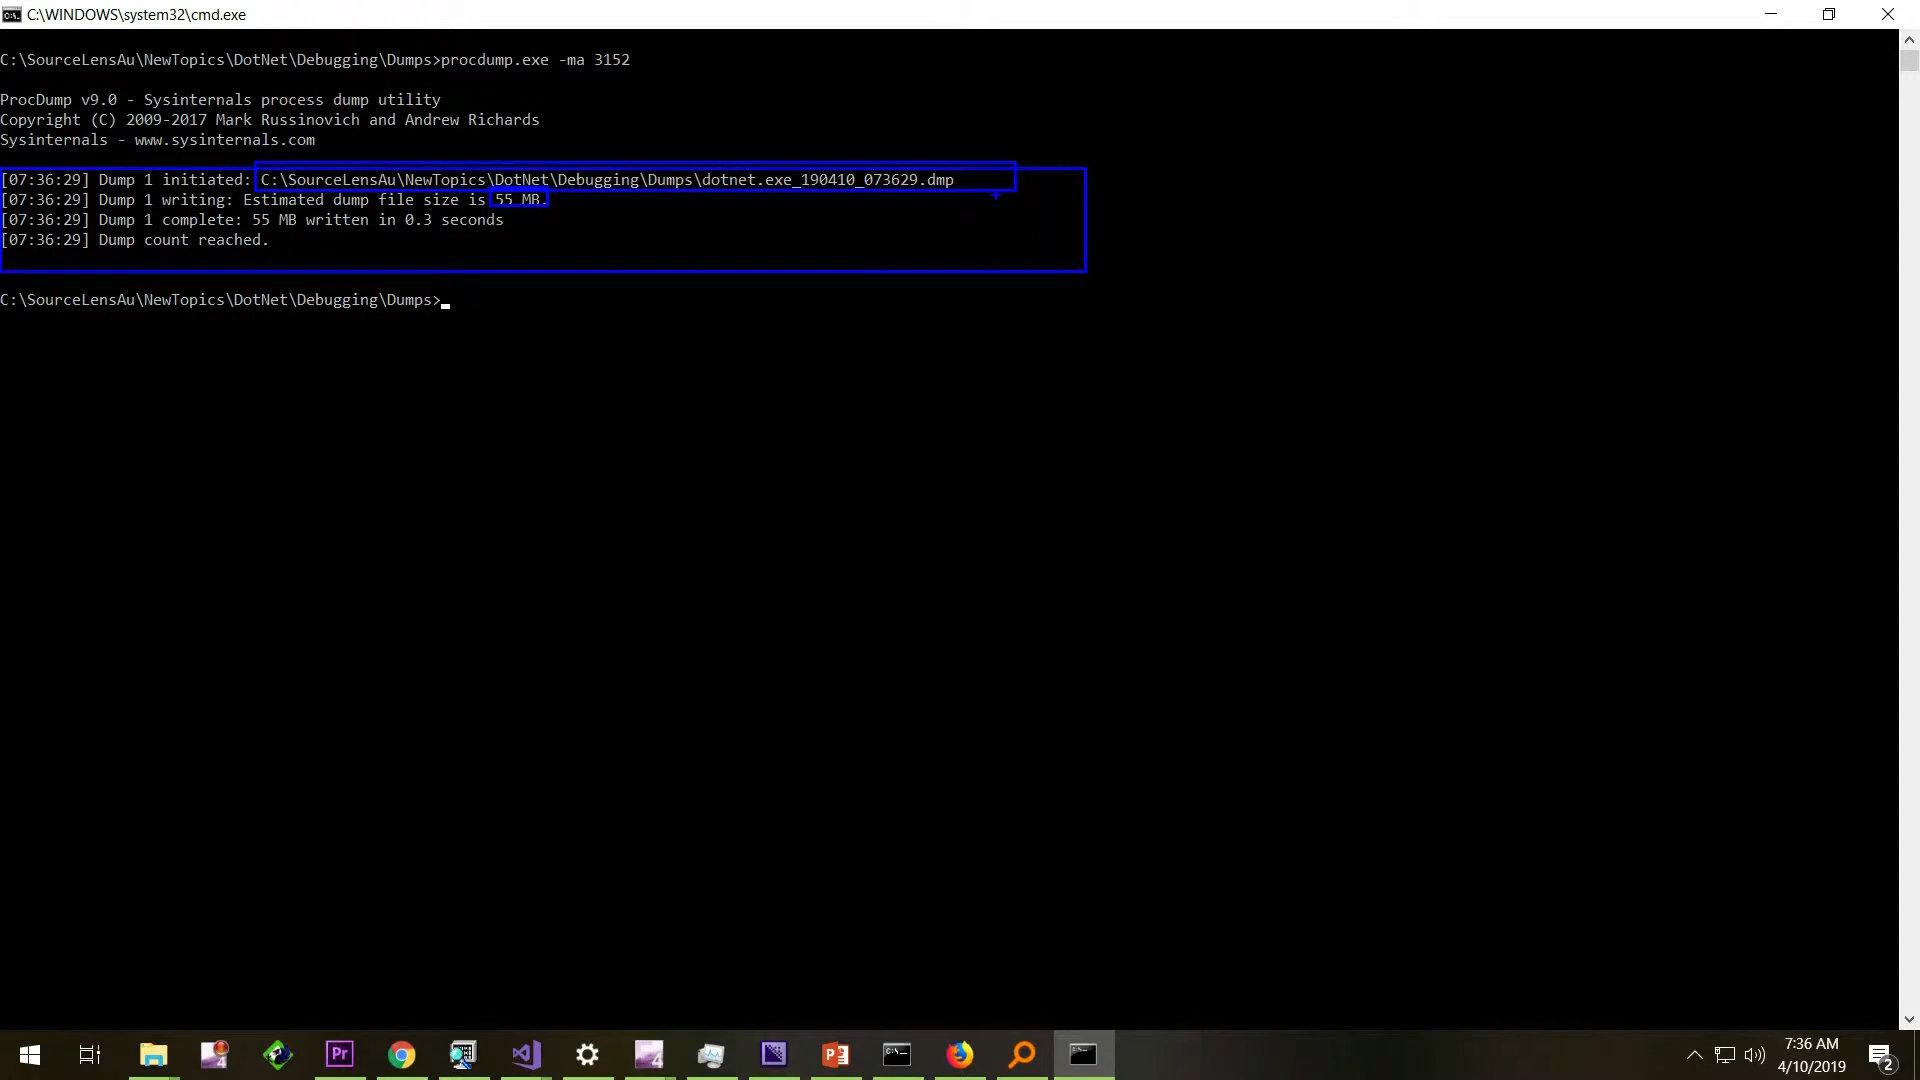 C:\WINDOWS\system32\cmd.exe
C:\SourceLensAu\NewTopics\DotNet\Debugging\Dumps>procdump.exe -ma 3152
ProcDump v9.0 - Sysinternals process dump utility
Copyright (C) 2009-2017 Mark Russinovich and Andrew Richards
Sysinternals - www.sysinternals.com
[07:36:29] Dump 1 initiated: C:\SourceLensAu\NewTopics\DotNet\Debugging\Dumps\dotnet.exe_190410_073629.dmp
[07:36:29] Dump 1 writing: Estimated dump file size is 55 MB.
[07:36:29] Dump 1 complete: 55 MB written in 0.3 seconds
[07:36:29] Dump count reached.
C:\SourceLensAu\NewTopics\DotNet\Debugging\Dumps>
7:36 AM
4/10/2019
2